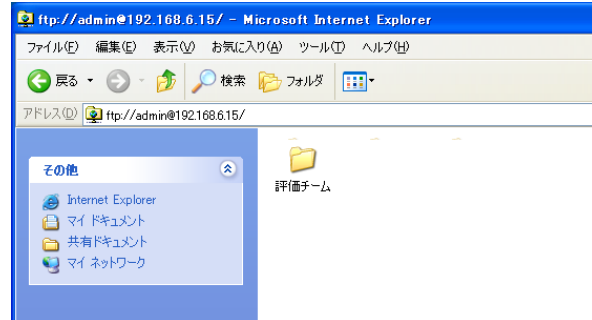 ftp://admin@192.168.6.15/ - Microsoft Internet Explorer
ファイル(F) 編集(E) 表示(V) お気に入り(A) ツール(T) ヘルプ(H)
戻る 検索 フォルダ
アドレス(D) ftp://admin@192.168.6.15/
その他
Internet Explorer
マイ ドキュメント
共有ドキュメント
マイ ネットワーク
評価チーム